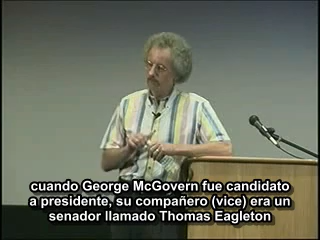 cuando George McGovern fue candidato
a presidente, su compañero (vice) era un
senador llamado Thomas Eagleton